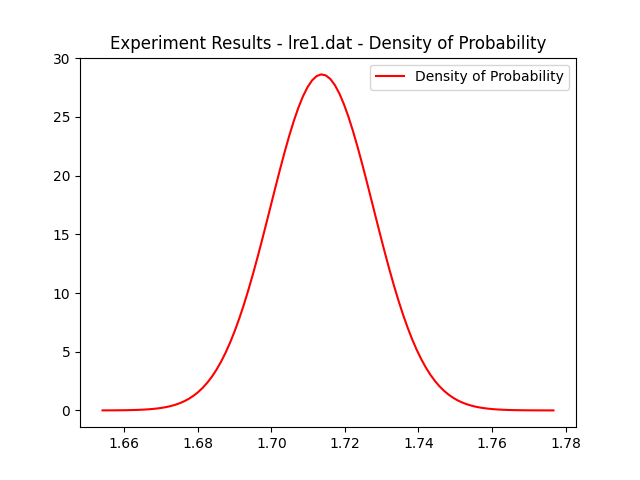 Experiment Results - lre1.dat - Density of Probability
Density of Probability
30
25
20
15
10
5
0
1.66 1.68 1.70 1.72 1.74 1.76 1.78